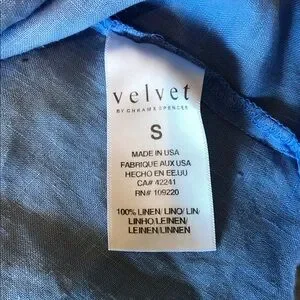 velvet
BY GRAHAM & SPENCER
S
MADE IN USA
FABRIQUE AUX USA
HECHO EN EE.UU
CA# 42241
RN# 109220
100% LINEN/ LINO/ LIN/
LINHO/LEINEN/
LEINEN/LINNEN